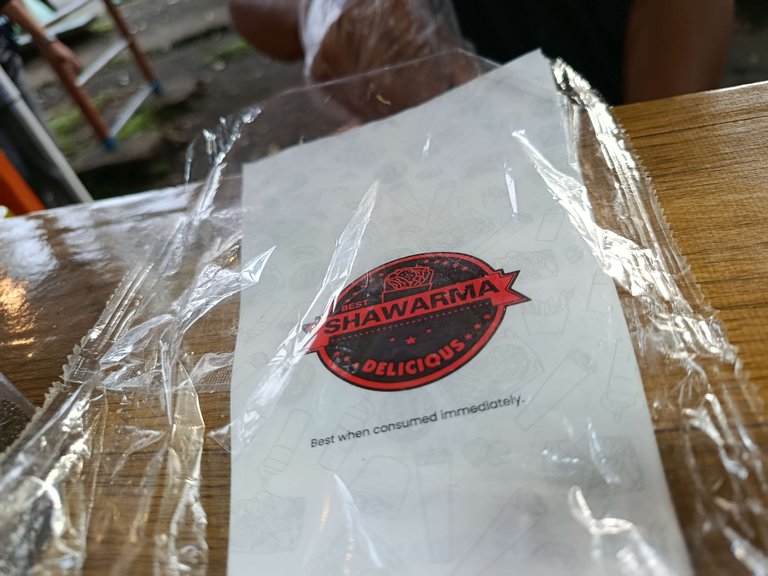 BEST
SHAWARMA
DELICIOUS
Best when consumed immediately.